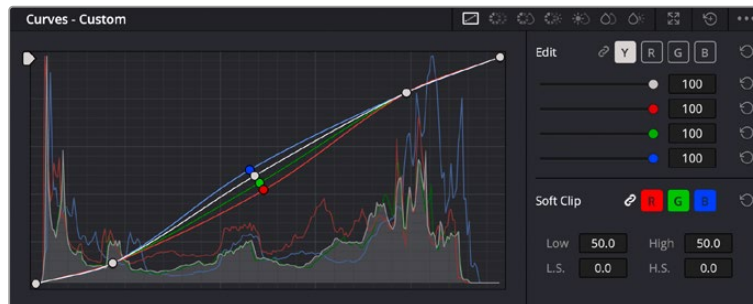 Curves - Custom
Edit Y R G B
100
100
100
100
Soft Clip R G B
Low 50.0 High 50.0
L.S. 0.0 H.S. 0.0